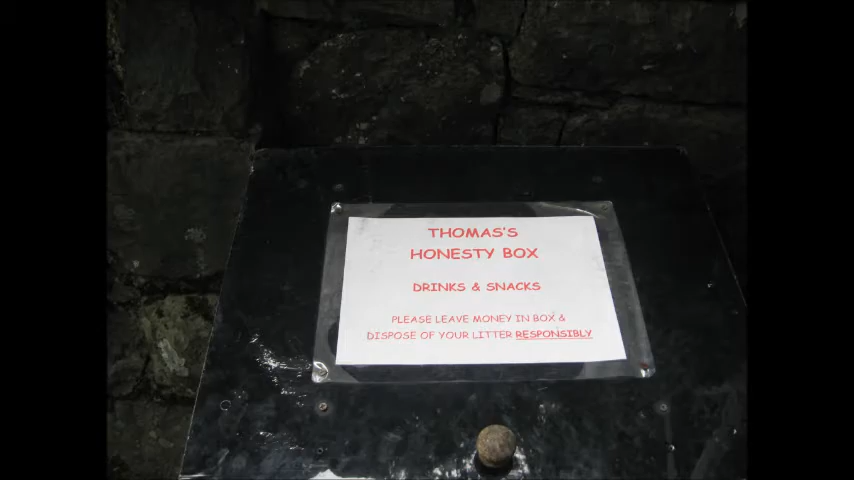 THOMAS'S
HONESTY BOX
DRINKS & SNACKS
PLEASE LEAVE MONEY IN BOX &
DISPOSE OF YOUR LITTER RESPONSIBLY